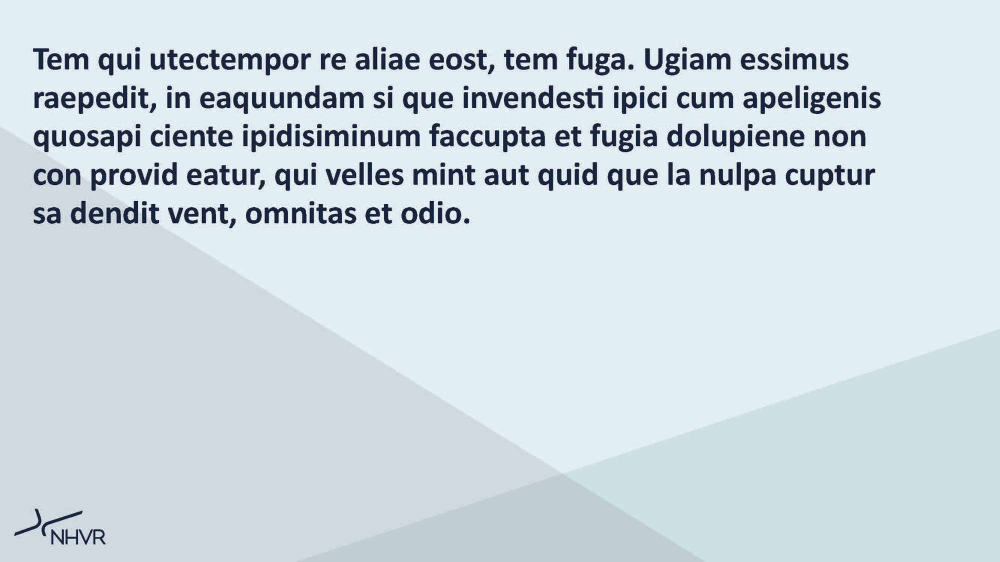 Tem qui utectempor re aliae eost, tem fuga. Ugiam essimus
raepedit, in eaquundam si que invendesti ipici cum apeligenis
quosapi ciente ipidisiminum faccupta et fugia dolupiene non
con provid eatur, qui velles mint aut quid que la nulpa cuptur
sa dendit vent, omnitas et odio.
NHVR